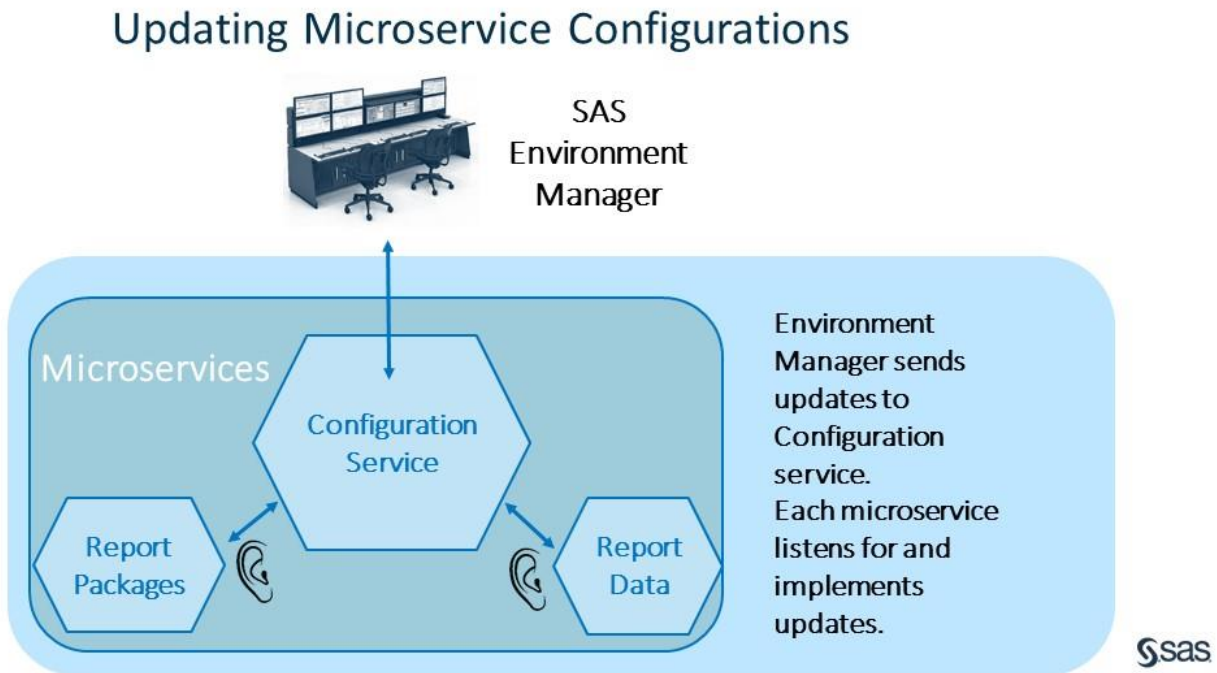 Updating Microservice Configurations
SAS
Environment
Manager
Microservices
Configuration
Service
Report
Packages
Report
Data
Environment
Manager sends
updates to
Configuration
service.
Each microservice
listens for and
implements
updates.
sas